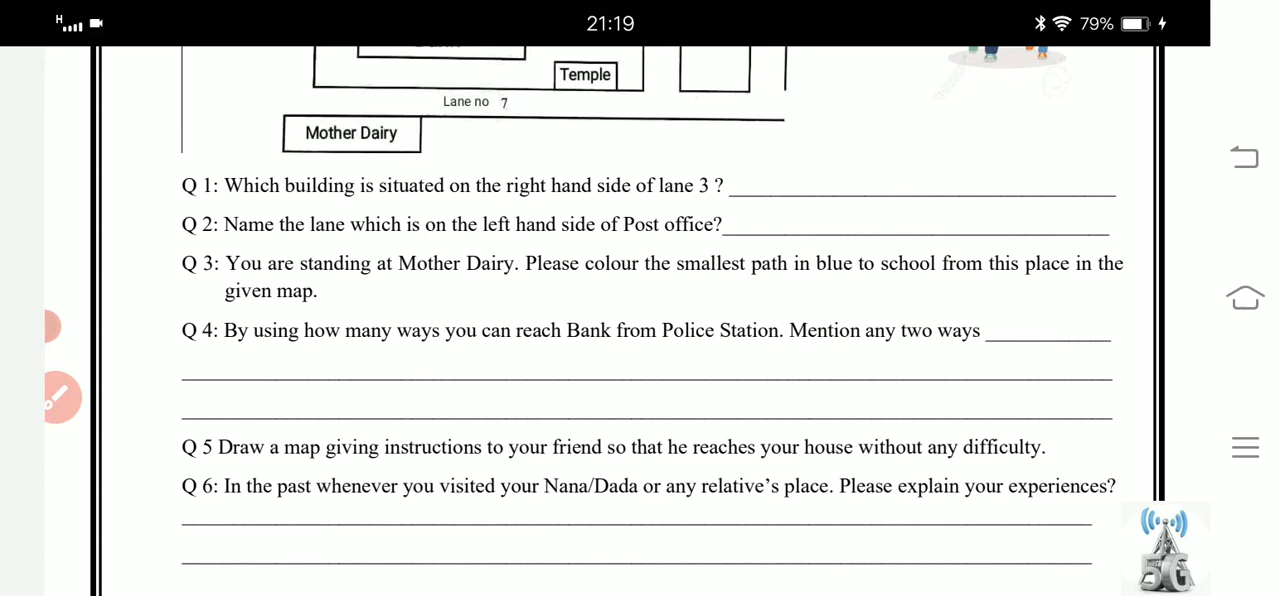 H
21:19
79%
Temple
Lane no 7
Mother Dairy
Q 1: Which building is situated on the right hand side of lane 3 ?
Q 2: Name the lane which is on the left hand side of Post office?
Q 3: You are standing at Mother Dairy. Please colour the smallest path in blue to school from this place in the
given map.
Q 4: By using how many ways you can reach Bank from Police Station. Mention any two ways
Q 5 Draw a map giving instructions to your friend so that he reaches your house without any difficulty.
Q 6: In the past whenever you visited your Nana/Dada or any relative's place. Please explain your experiences?
5G